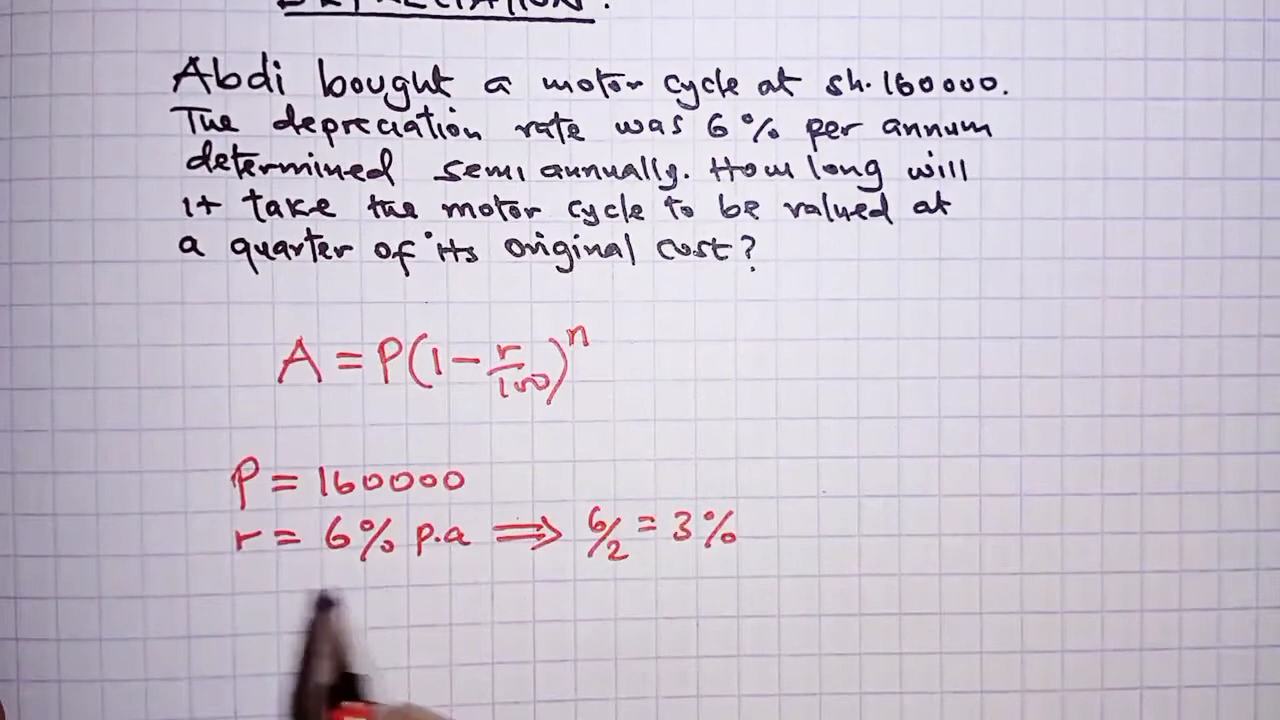 DEPRECIATION.
Abdi bought a motor cycle at sh. 160000.
The depreciation rate was 6% per annum
determined semi annually. How long will
it take the motor cycle to be valued at
a quarter of its original cost?
A = P(1 - r/100)^n
P = 160000
r = 6% p.a ⟹ 6/2 = 3%